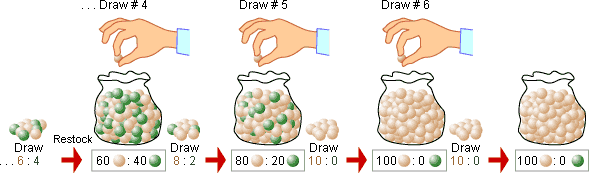 . . . Draw # 4
Draw # 5
Draw # 6
Restock
Draw
. . . 6 : 4
60 : 40
Draw
8 : 2
80 : 20
Draw
10 : 0
100 : 0
Draw
10 : 0
100 : 0